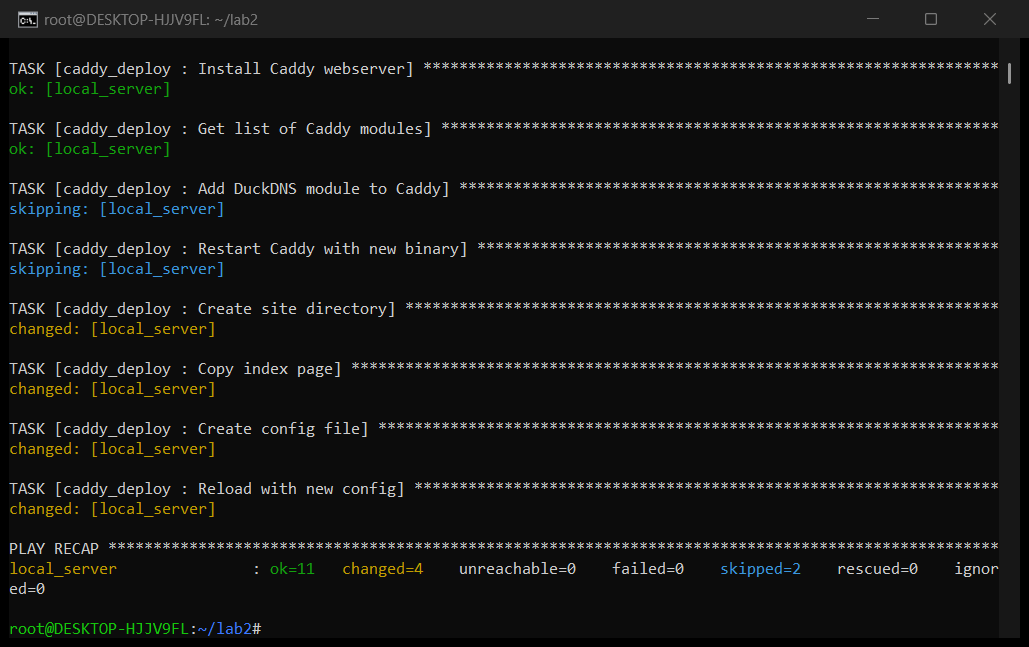 root@DESKTOP-HJJV9FL: ~/lab2
TASK [caddy_deploy : Install Caddy webserver] ****************************************************************
ok: [local_server]
TASK [caddy_deploy : Get list of Caddy modules] **************************************************************
ok: [local_server]
TASK [caddy_deploy : Add DuckDNS module to Caddy] ************************************************************
skipping: [local_server]
TASK [caddy_deploy : Restart Caddy with new binary] **********************************************************
skipping: [local_server]
TASK [caddy_deploy : Create site directory] ******************************************************************
changed: [local_server]
TASK [caddy_deploy : Copy index page] ************************************************************************
changed: [local_server]
TASK [caddy_deploy : Create config file] *********************************************************************
changed: [local_server]
TASK [caddy_deploy : Reload with new config] *****************************************************************
changed: [local_server]
PLAY RECAP ***************************************************************************************************
local_server               : ok=11   changed=4    unreachable=0    failed=0    skipped=2    rescued=0    ignor
ed=0
root@DESKTOP-HJJV9FL:~/lab2#